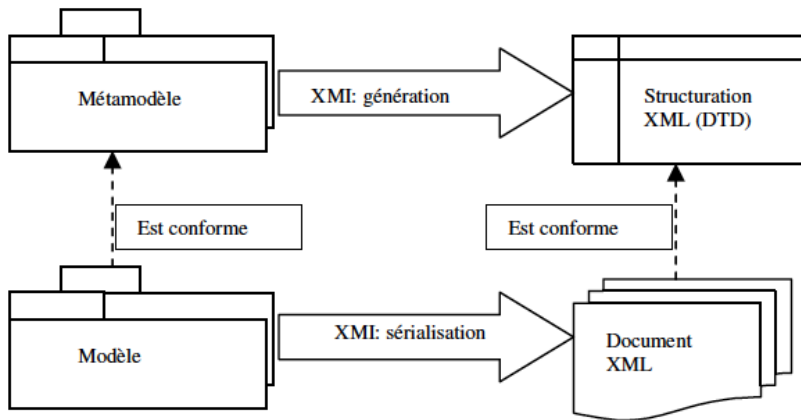 Métamodèle
XMI: génération
Structuration
XML (DTD)
Est conforme
Est conforme
Modèle
XMI: sérialisation
Document
XML